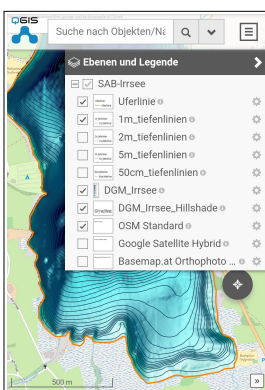 QGIS
Suche nach Objekten/Na
Ebenen und Legende
SAB-Irrsee
Uferlinie
1m_tiefenlinien
2m_tiefenlinien
5m_tiefenlinien
50cm_tiefenlinien
DGM_Irrsee
DGM_Irrsee_Hillshade
OSM Standard
Google Satellite Hybrid
Basemap.at Orthophoto ...
500 m
»